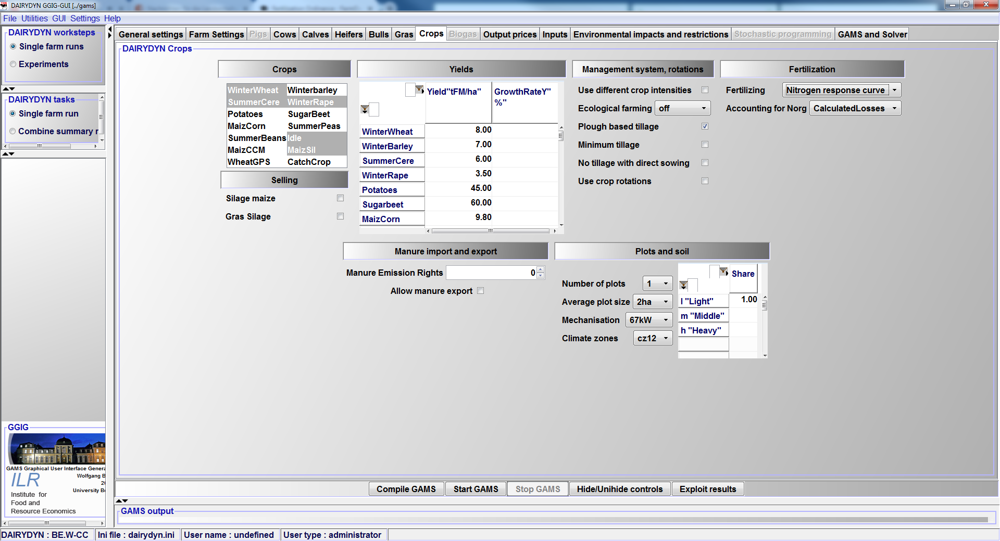 DAIRYDYN GGIG-GUI [../gams]
File Utilities GUI Settings Help
DAIRYDYN worksteps
Single farm runs
Experiments
DAIRYDYN tasks
Single farm run
Combine summary r
General settings Farm Settings Pigs Cows Calves Heifers Bulls Gras Crops Biogas Output prices Inputs Environmental impacts and restrictions Stochastic programming GAMS and Solver
DAIRYDYN Crops
Crops
WinterWheat Winterbarley
SummerCere WinterRape
Potatoes SugarBeet
MaizCorn SummerPeas
SummerBeans Idle
MaizCCM MaizSil
WheatGPS CatchCrop
Selling
Silage maize
Gras Silage
Yields
Yield"tFM/ha" GrowthRateY"
%"
WinterWheat 8.00
WinterBarley 7.00
SummerCere 6.00
WinterRape 3.50
Potatoes 45.00
Sugarbeet 60.00
MaizCorn 9.80
Management system, rotations
Use different crop intensities
Ecological farming off
Plough based tillage
Minimum tillage
No tillage with direct sowing
Use crop rotations
Fertilization
Fertilizing Nitrogen response curve
Accounting for Norg CalculatedLosses
Manure import and export
Manure Emission Rights 0
Allow manure export
Plots and soil
Number of plots 1
Average plot size 2ha
Mechanisation 67kW
Climate zones cz12
Share
l "Light" 1.00
m "Middle"
h "Heavy"
GGIG
GAMS Graphical User Interface Genera
Wolfgang B
20
University Bo
ILR
Institute for
Food and
Resource Economics
Compile GAMS Start GAMS Stop GAMS Hide/Unihide controls Exploit results
GAMS output
DAIRYDYN : BE.W-CC Ini file : dairydyn.ini User name : undefined User type : administrator